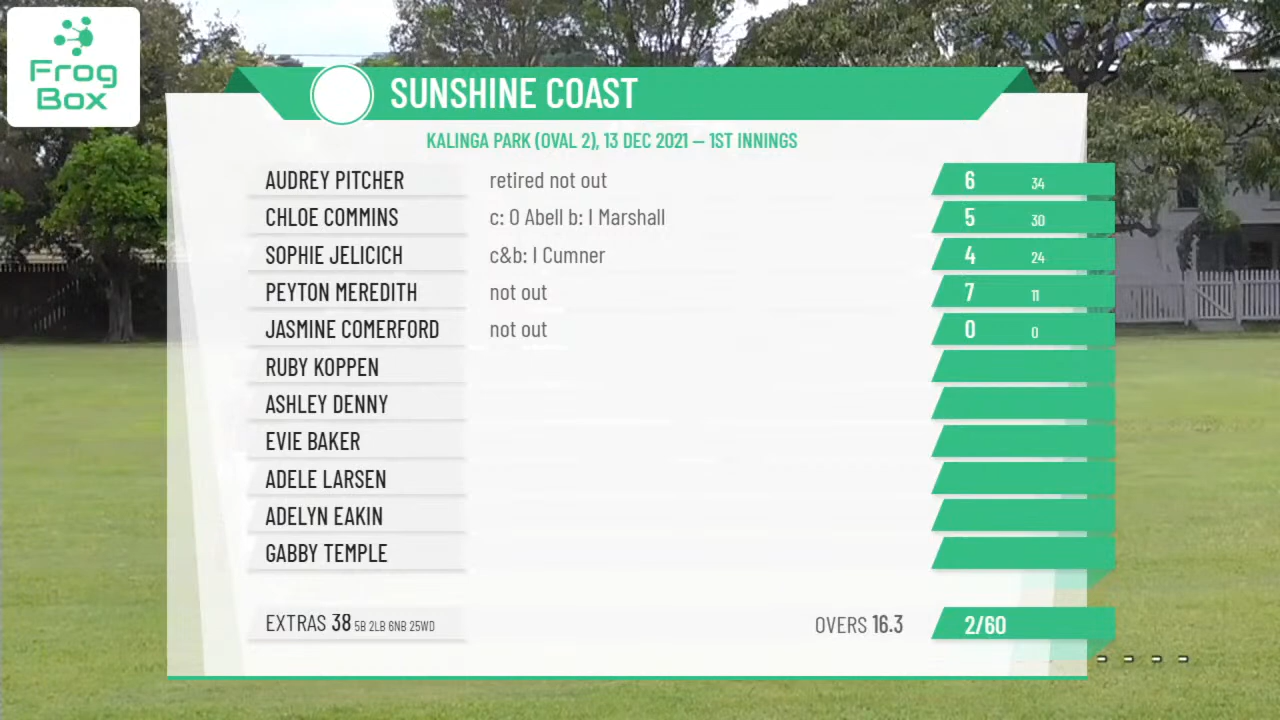 Frog
Box
SUNSHINE COAST
KALINGA PARK (OVAL 2), 13 DEC 2021 – 1ST INNINGS
AUDREY PITCHER retired not out 6 34
CHLOE COMMINS c: O Abell b: I Marshall 5 30
SOPHIE JELICICH c&b: I Cumner 4 24
PEYTON MEREDITH not out 7 11
JASMINE COMERFORD not out 0 0
RUBY KOPPEN
ASHLEY DENNY
EVIE BAKER
ADELE LARSEN
ADELYN EAKIN
GABBY TEMPLE
EXTRAS 38 5B 2LB 6NB 25WD OVERS 16.3 2/60